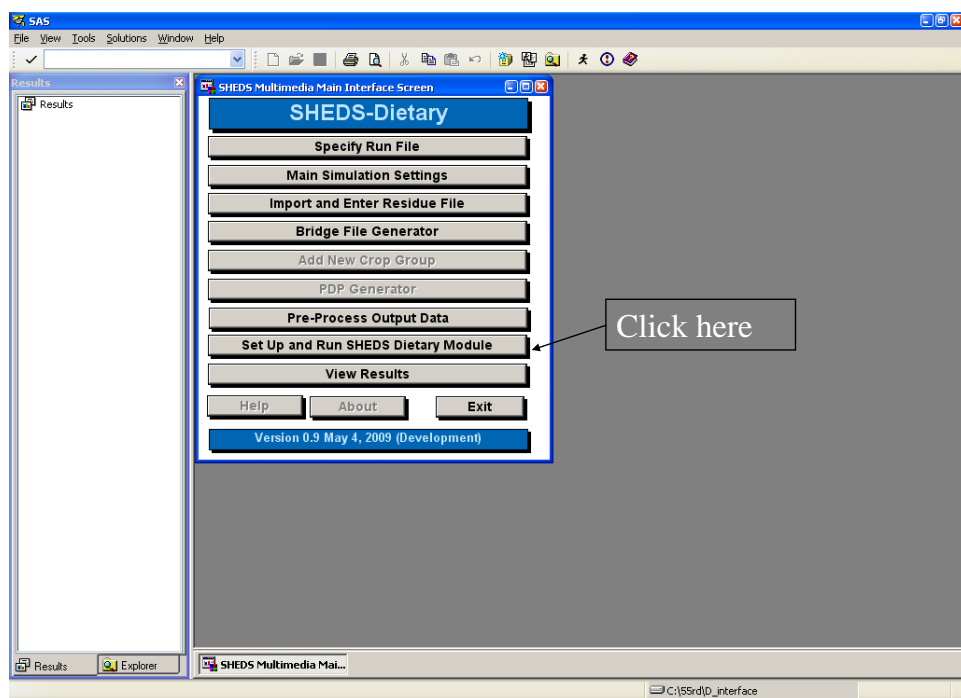 SAS
File View Tools Solutions Window Help
Results
Results
SHEDS Multimedia Main Interface Screen
SHEDS-Dietary
Specify Run File
Main Simulation Settings
Import and Enter Residue File
Bridge File Generator
Add New Crop Group
PDP Generator
Pre-Process Output Data
Set Up and Run SHEDS Dietary Module
View Results
Help About Exit
Version 0.9 May 4, 2009 (Development)
Click here
Results Explorer
SHEDS Multimedia Mai...
C:\55rd\D_interface